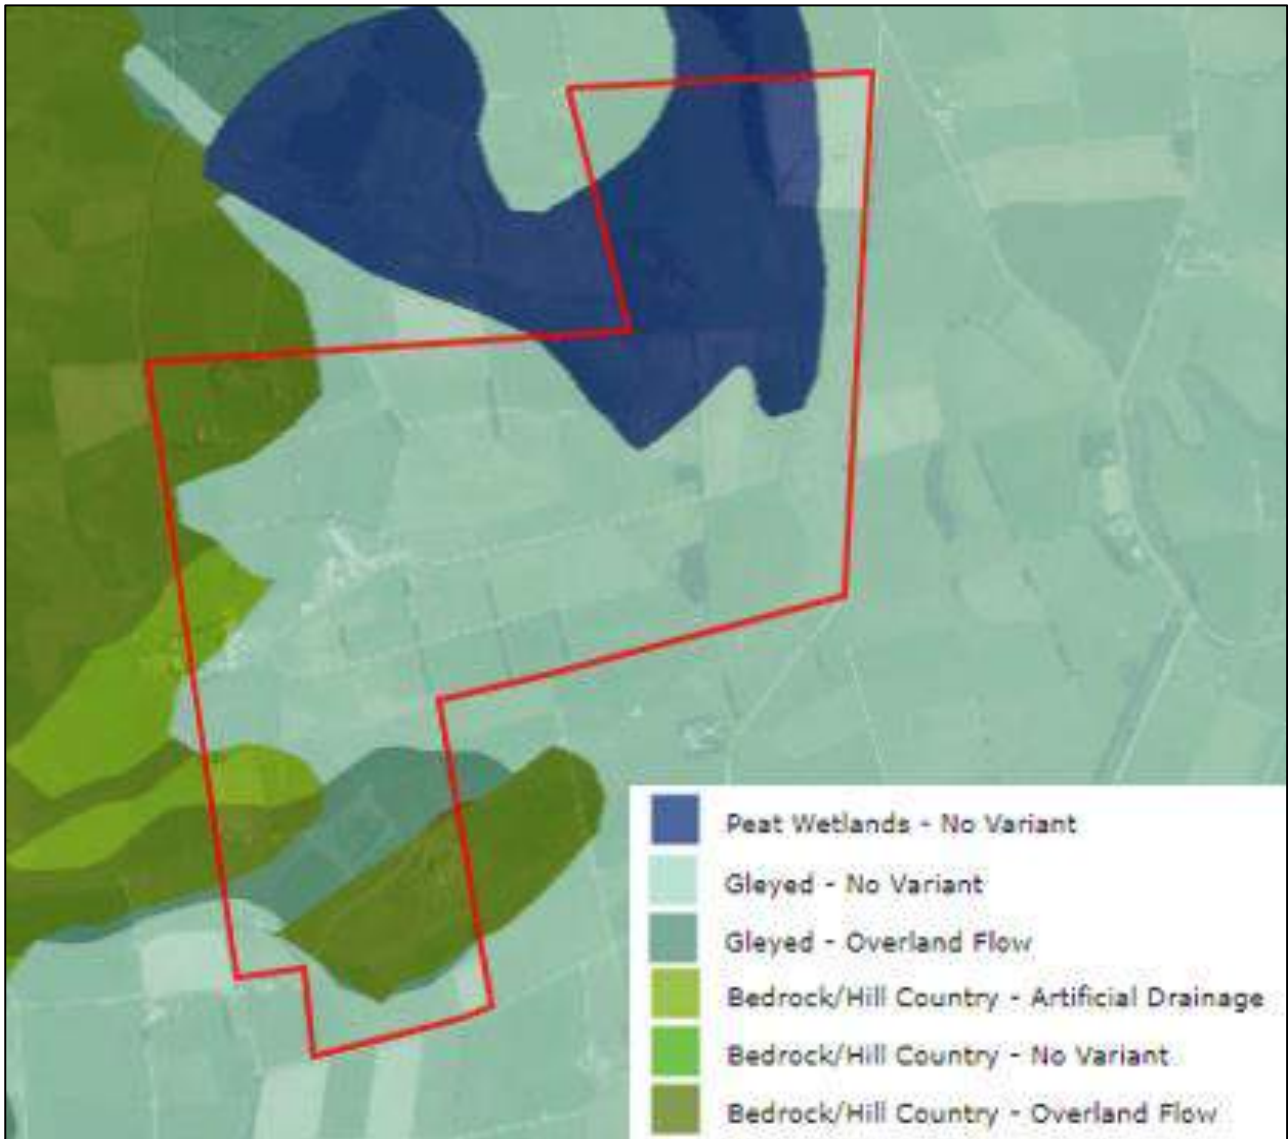 Peat Wetlands - No Variant
Gleyed - No Variant
Gleyed - Overland Flow
Bedrock/Hill Country - Artificial Drainage
Bedrock/Hill Country - No Variant
Bedrock/Hill Country - Overland Flow